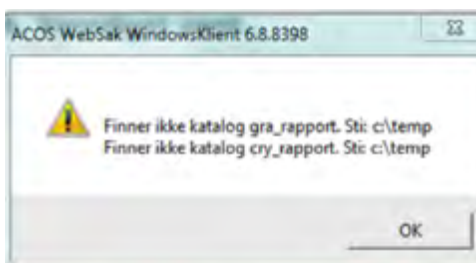 ACOS WebSak WindowsKlient 6.8.8398
Finner ikke katalog gra_rapport. Sti: c:\temp
Finner ikke katalog cry_rapport. Sti: c:\temp
OK